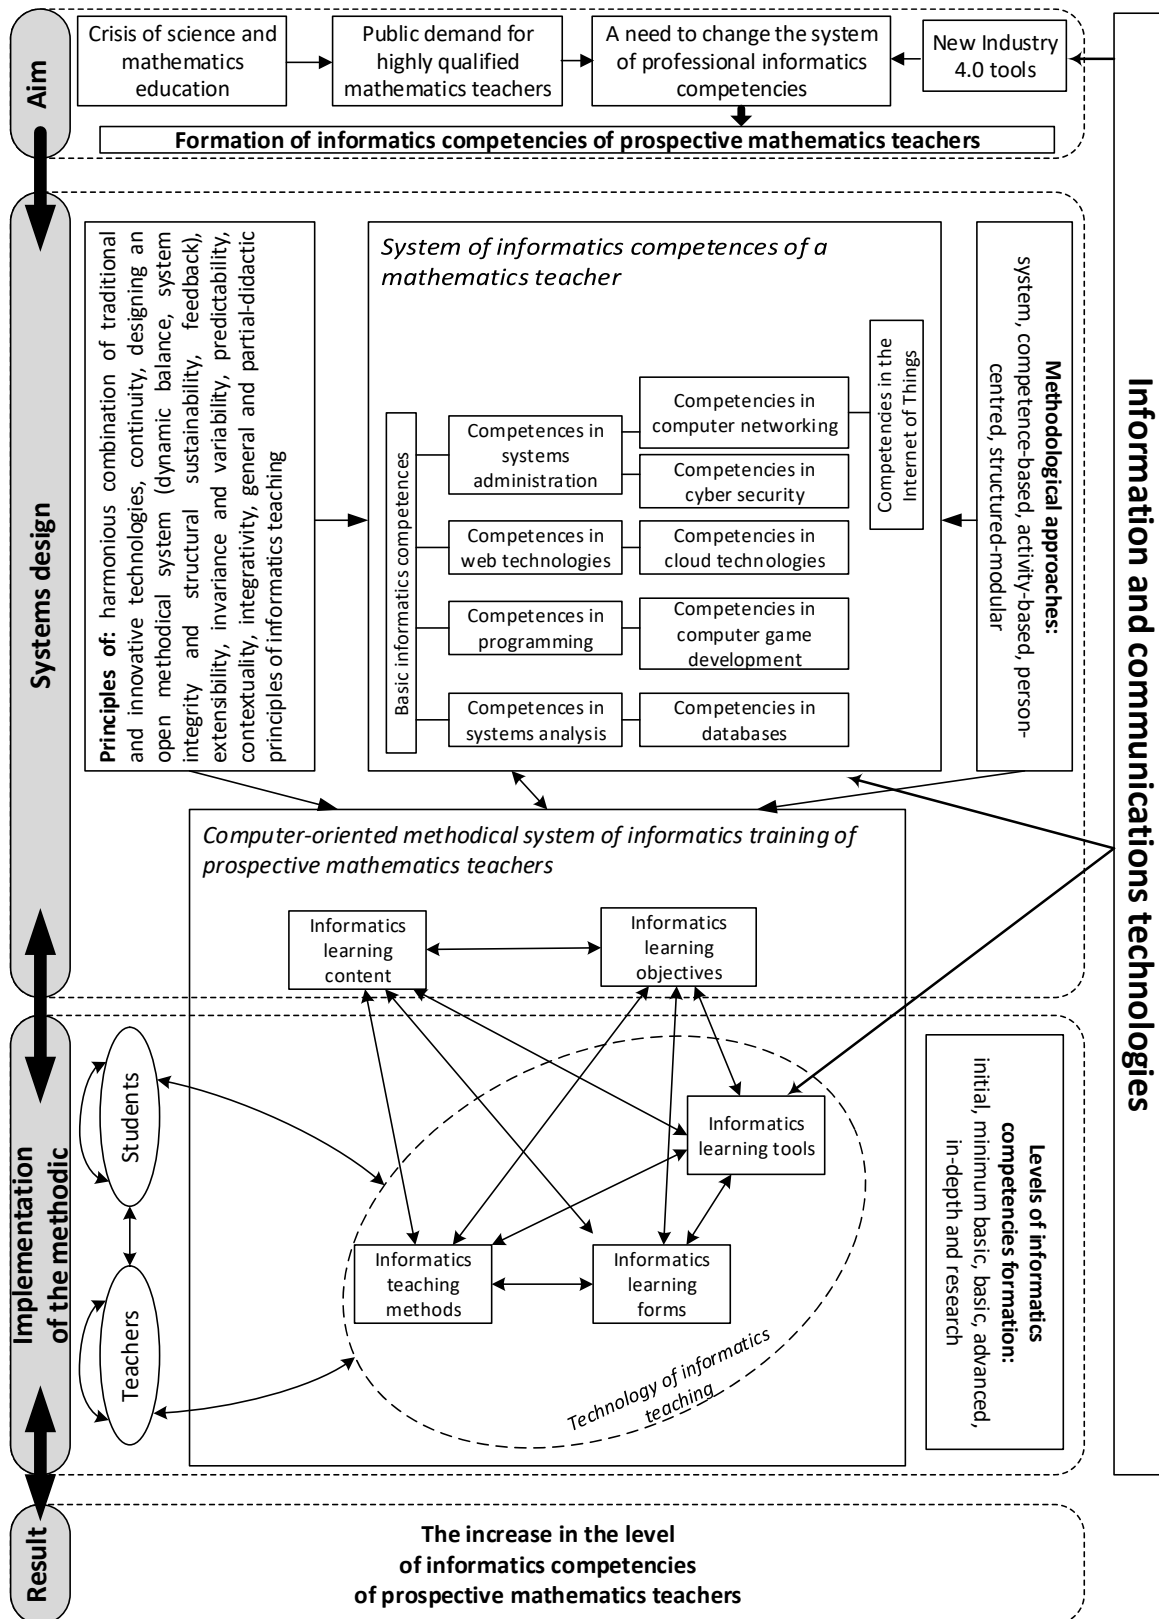 Aim
Crisis of science and
mathematics
education
Public demand for
highly qualified
mathematics teachers
A need to change the system
of professional informatics
competencies
New Industry
4.0 tools
Formation of informatics competencies of prospective mathematics teachers
Information and communications technologies
Systems design
Principles of: harmonious combination of traditional
and innovative technologies, continuity, designing an
open methodical system (dynamic balance, system
integrity and structural sustainability, feedback),
extensibility, invariance and variability, predictability,
contextuality, integrativity, general and partial-didactic
principles of informatics teaching
System of informatics competences of a
mathematics teacher
Basic informatics competences
Competences in
systems
administration
Competencies in
computer networking
Competencies in
cyber security
Competencies in the
Internet of Things
Competences in
web technologies
Competencies in
cloud technologies
Competences in
programming
Competencies in
computer game
development
Competences in
systems analysis
Competencies in
databases
Methodological approaches:
system, competence-based, activity-based, person-
centred, structured-modular
Computer-oriented methodical system of informatics training of
prospective mathematics teachers
Informatics
learning
content
Informatics
learning
objectives
Informatics
learning tools
Informatics
teaching
methods
Informatics
learning
forms
Technology of informatics
teaching
Implementation
of the methodic
Students
Teachers
Levels of informatics
competencies formation:
initial, minimum basic, basic, advanced,
in-depth and research
Result
The increase in the level
of informatics competencies
of prospective mathematics teachers